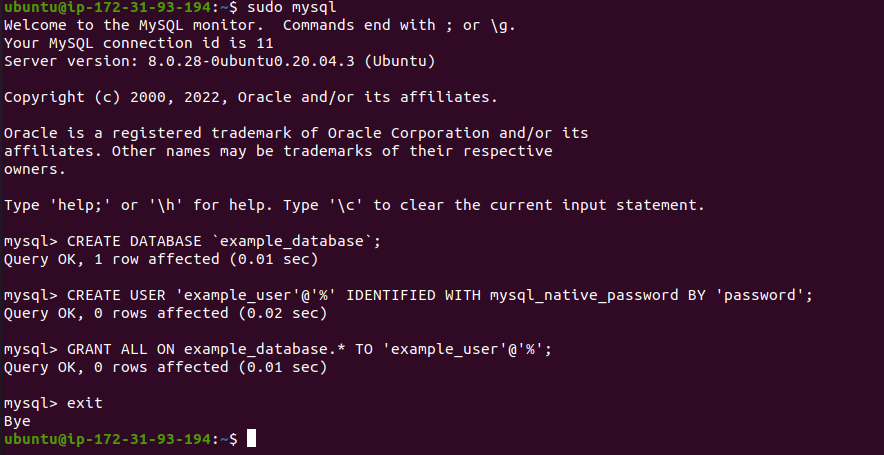 ubuntu@ip-172-31-93-194:~$ sudo mysql
Welcome to the MySQL monitor.  Commands end with ; or \g.
Your MySQL connection id is 11
Server version: 8.0.28-0ubuntu0.20.04.3 (Ubuntu)
Copyright (c) 2000, 2022, Oracle and/or its affiliates.
Oracle is a registered trademark of Oracle Corporation and/or its
affiliates. Other names may be trademarks of their respective
owners.
Type 'help;' or '\h' for help. Type '\c' to clear the current input statement.
mysql> CREATE DATABASE `example_database`;
Query OK, 1 row affected (0.01 sec)
mysql> CREATE USER 'example_user'@'%' IDENTIFIED WITH mysql_native_password BY 'password';
Query OK, 0 rows affected (0.02 sec)
mysql> GRANT ALL ON example_database.* TO 'example_user'@'%';
Query OK, 0 rows affected (0.01 sec)
mysql> exit
Bye
ubuntu@ip-172-31-93-194:~$